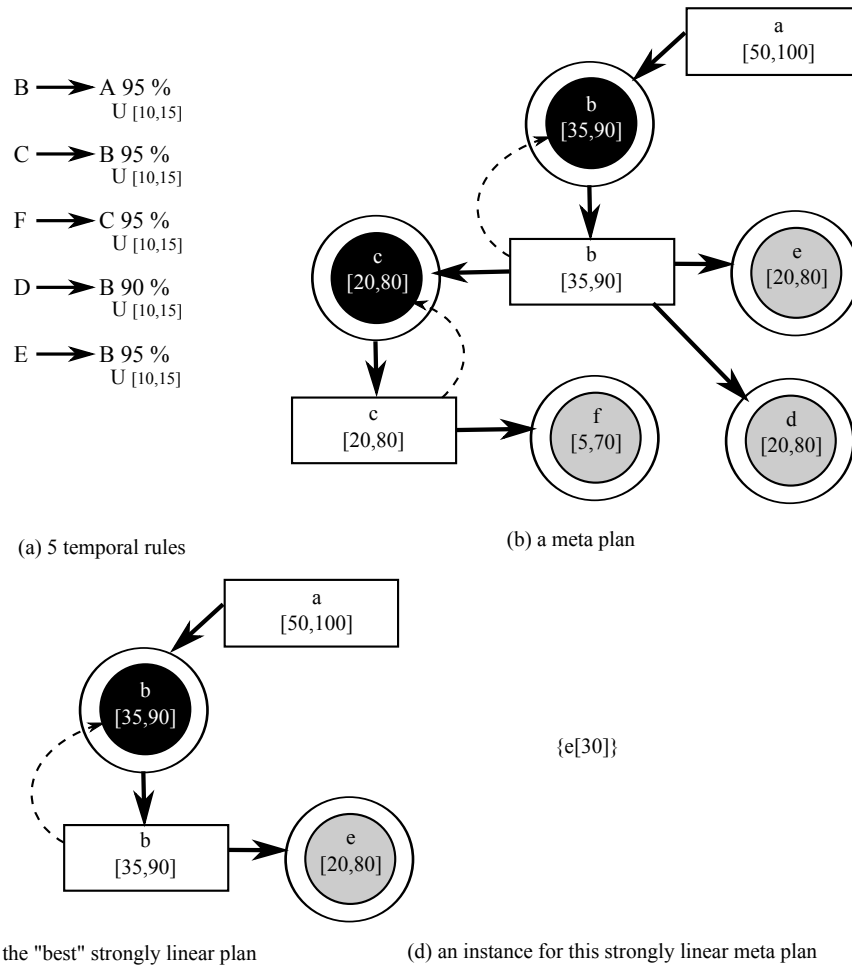 B A 95 %
U [10,15]
C B 95 %
U [10,15]
F C 95 %
U [10,15]
D B 90 %
U [10,15]
E B 95 %
U [10,15]
(a) 5 temporal rules
a
[50,100]
b
[35,90]
b
[35,90]
c
[20,80]
e
[20,80]
c
[20,80]
f
[5,70]
d
[20,80]
(b) a meta plan
a
[50,100]
b
[35,90]
b
[35,90]
e
[20,80]
the "best" strongly linear plan
{e[30]}
(d) an instance for this strongly linear meta plan